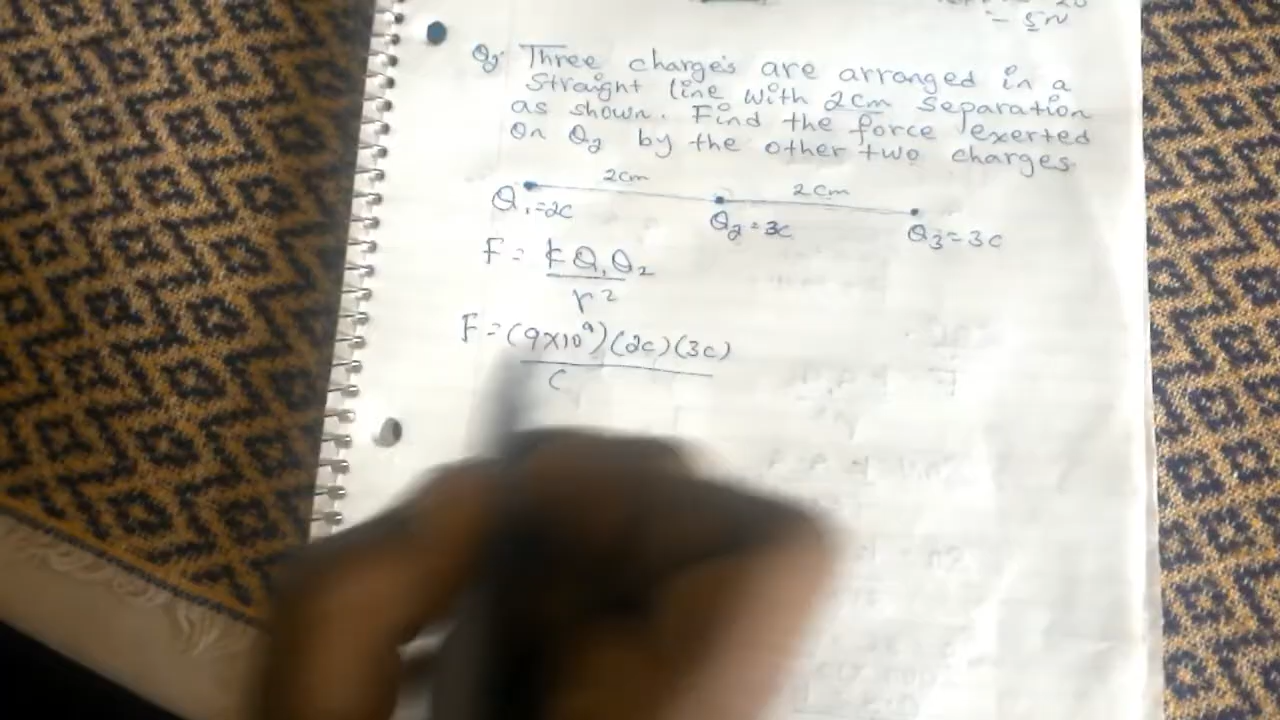 = 5N
Q: Three charges are arranged in a
Straight line with 2cm separation
as shown. Find the force exerted
on Q2 by the other two charges.
2cm 2cm
Q1=2c Q2=3c Q3=3c
F = kQ1Q2
r2
F = (9x10⁹)(2c)(3c)
(